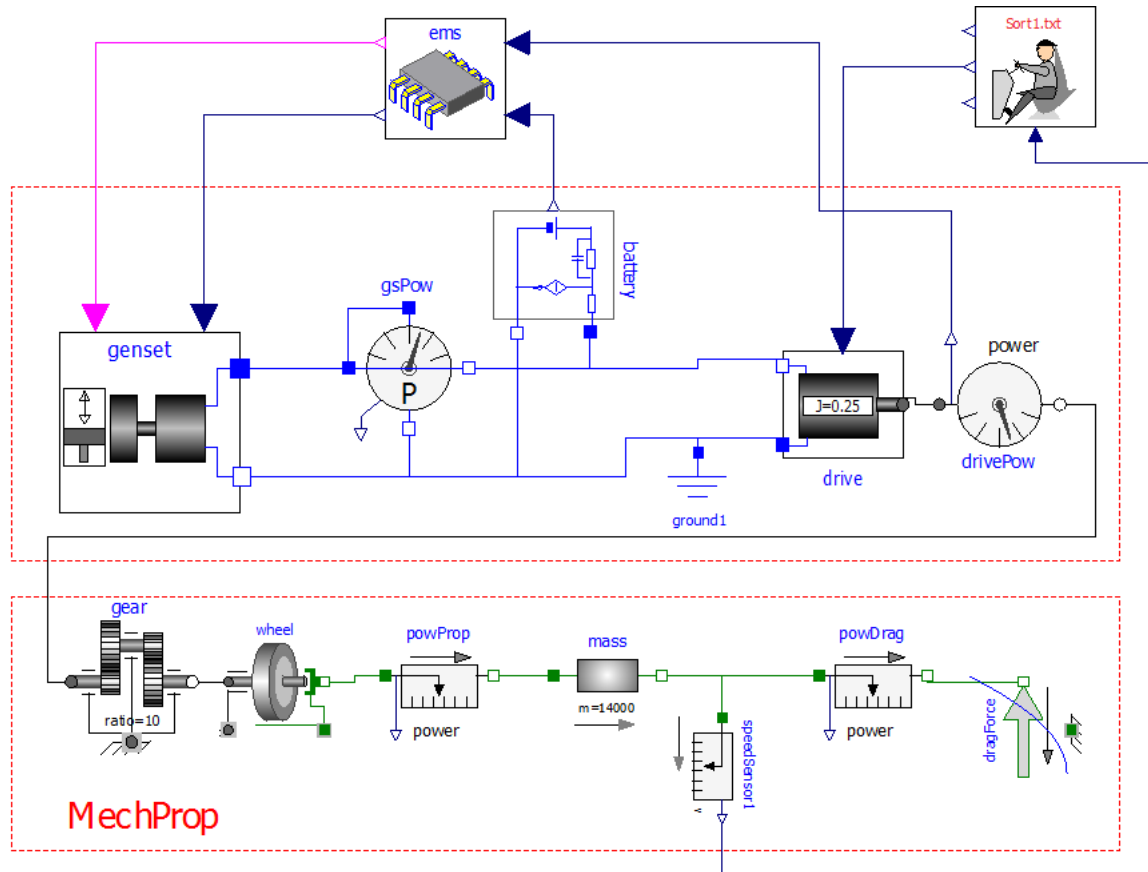 Sort1.txt
ems
battery
gsPow
genset
P
power
J=0.25
drivePow
drive
ground1
gear
wheel
powProp
mass
powDrag
ratio=10
power
m=14000
power
speedSensor1
dragForce
MechProp